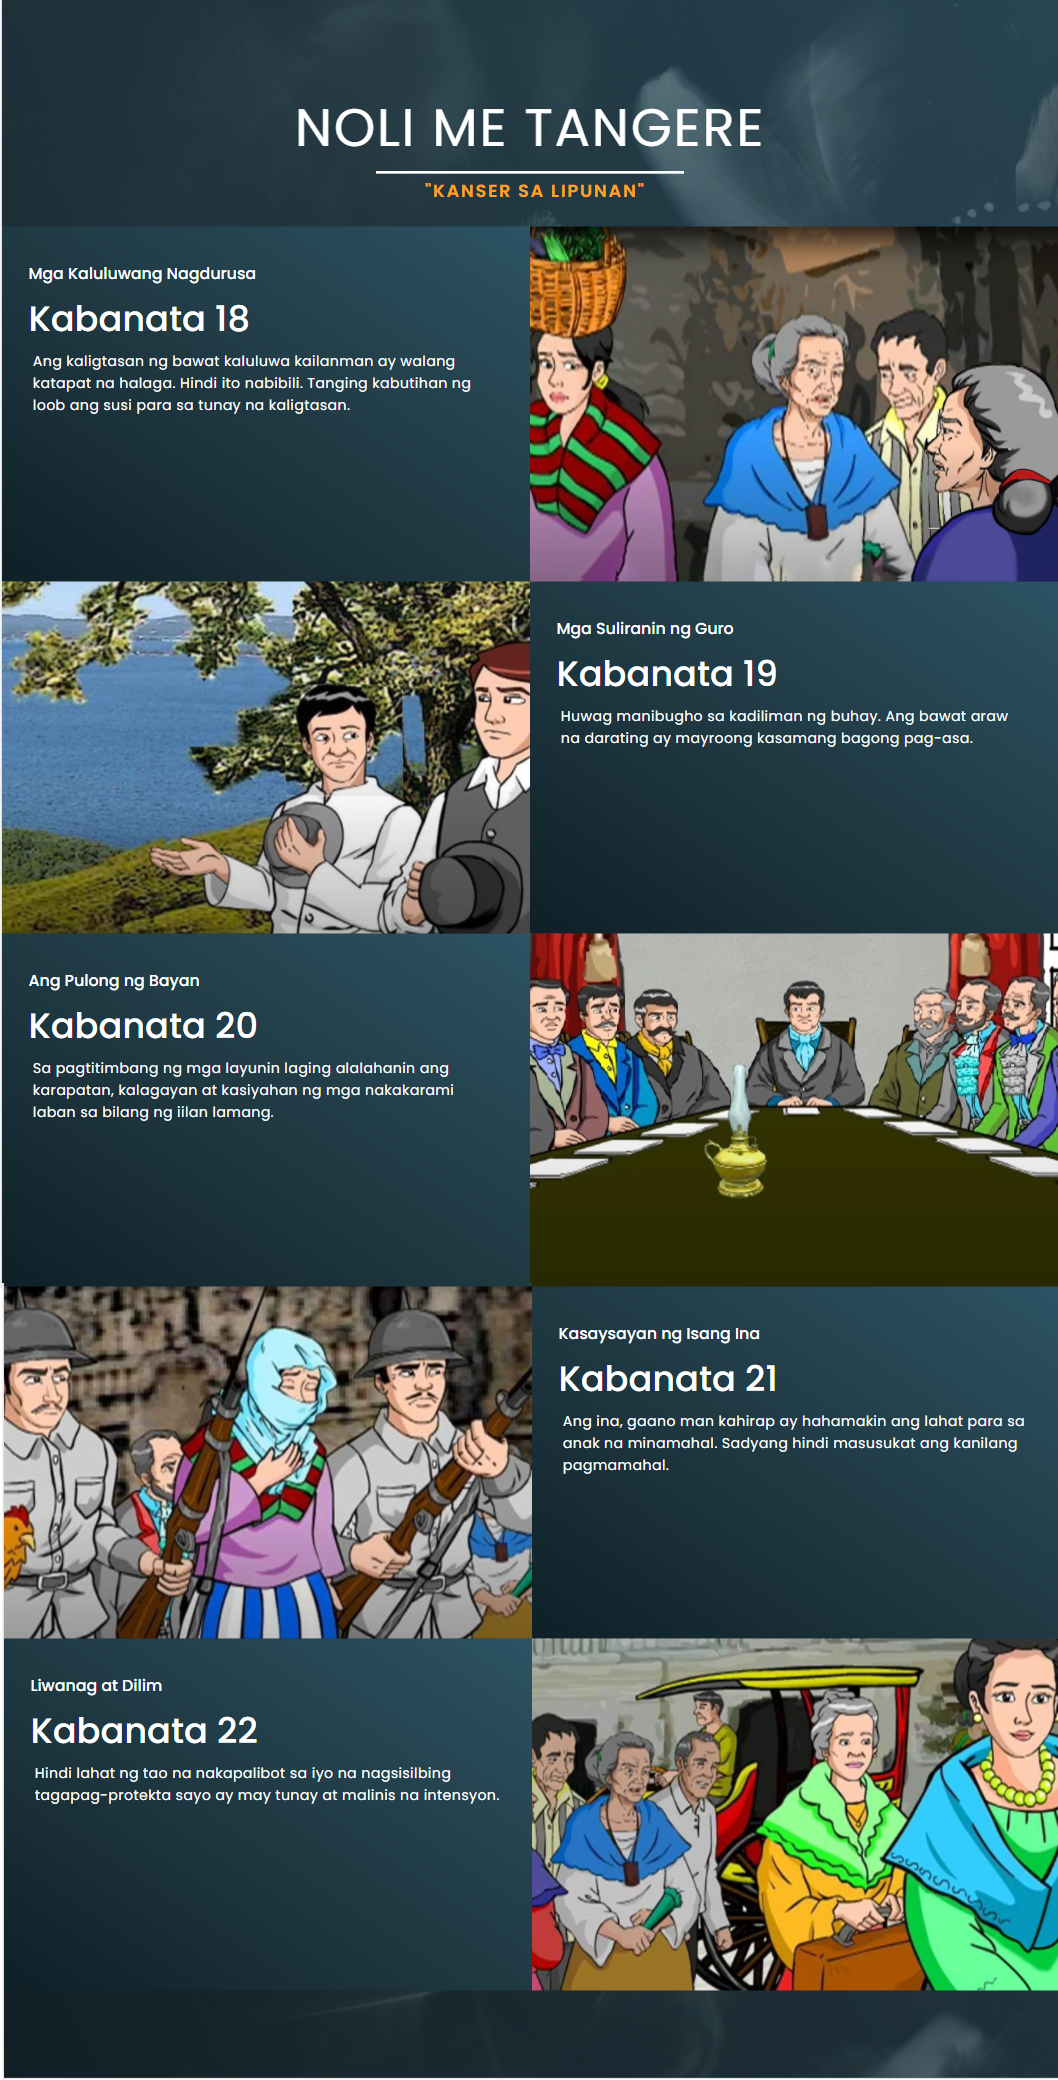 NOLI ME TANGERE
"KANSER SA LIPUNAN"
Mga Kaluluwang Nagdurusa
Kabanata 18
Ang kaligtasan ng bawat kaluluwa kailanman ay walang
katapat na halaga. Hindi ito nabibili. Tanging kabutihan ng
loob ang susi para sa tunay na kaligtasan.
Mga Suliranin ng Guro
Kabanata 19
Huwag manibugho sa kadiliman ng buhay. Ang bawat araw
na darating ay mayroong kasamang bagong pag-asa.
Ang Pulong ng Bayan
Kabanata 20
Sa pagtitimbang ng mga layunin laging alalahanin ang
karapatan, kalagayan at kasiyahan ng mga nakakarami
laban sa bilang ng iilan lamang.
Kasaysayan ng Isang Ina
Kabanata 21
Ang ina, gaano man kahirap ay hahamakin ang lahat para sa
anak na minamahal. Sadyang hindi masusukat ang kanilang
pagmamahal.
Liwanag at Dilim
Kabanata 22
Hindi lahat ng tao na nakapalibot sa iyo na nagsisilbing
tagapag-protekta sayo ay may tunay at malinis na intensyon.